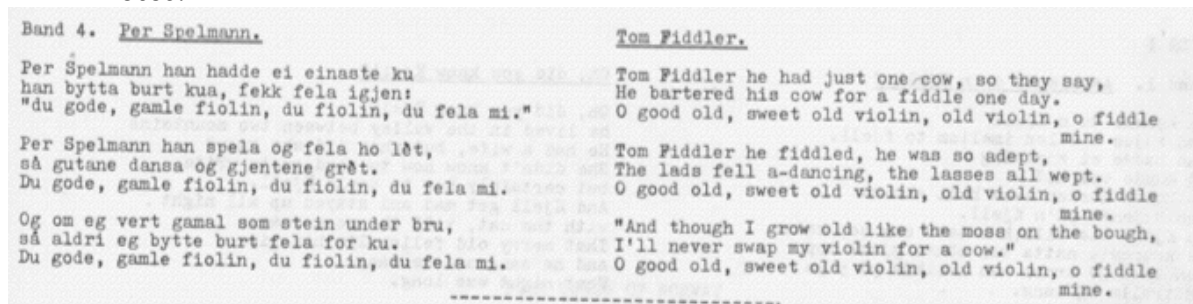 Band 4. Per Spelmann.
Per Spelmann han hadde ei einaste ku
han bytta burt kua, fekk fela igjen:
"du gode, gamle fiolin, du fiolin, du fela mi."
Per Spelmann han spela og fela ho lèt,
så gutane dansa og gjentene grèt.
Du gode, gamle fiolin, du fiolin, du fela mi.
Og om eg vert gamal som stein under bru,
så aldri eg bytte burt fela for ku.
Du gode, gamle fiolin, du fiolin, du fela mi.
Tom Fiddler.
Tom Fiddler he had just one cow, so they say,
He bartered his cow for a fiddle one day.
O good old, sweet old violin, old violin, o fiddle
mine.
Tom Fiddler he fiddled, he was so adept,
The lads fell a-dancing, the lasses all wept.
O good old, sweet old violin, old violin, o fiddle
mine.
"And though I grow old like the moss on the bough,
I'll never swap my violin for a cow."
O good old, sweet old violin, old violin, o fiddle
mine.